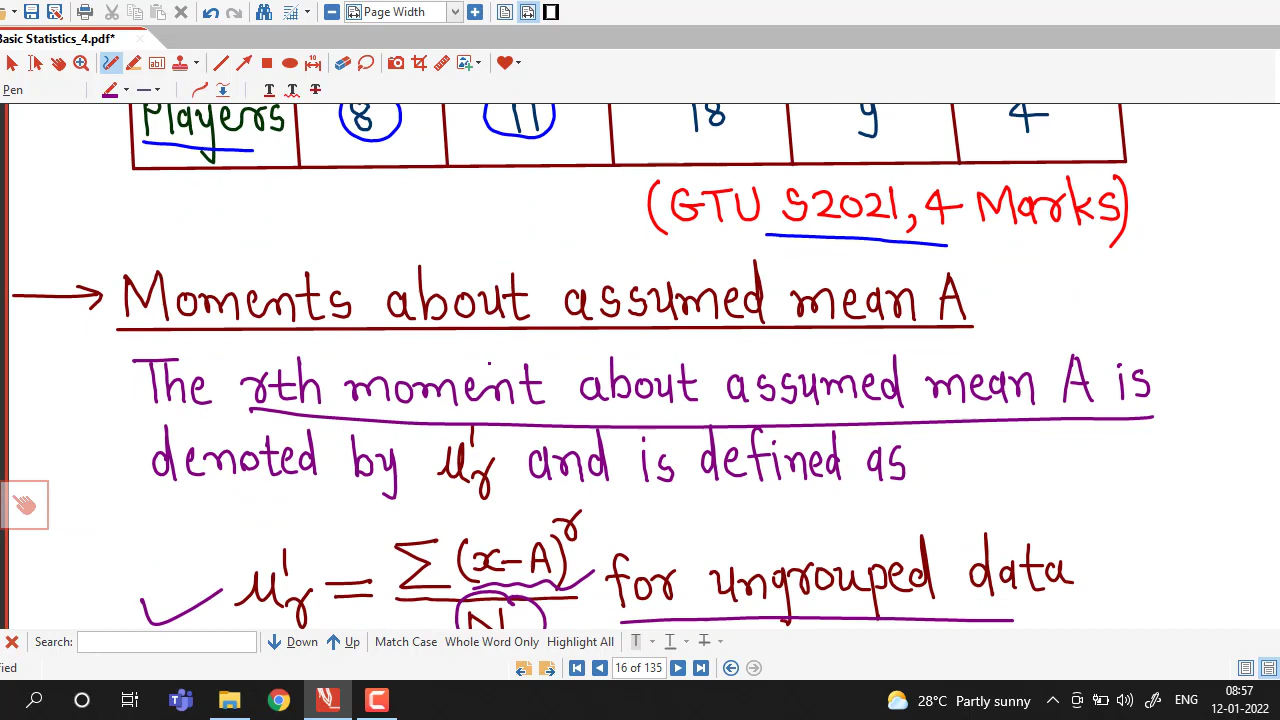 Page Width
Basic Statistics_4.pdf*
Pen
Players 8 11 18 9 4
(GTU S2021, 4 Marks)
→ Moments about assumed mean A
The rth moment about assumed mean A is
denoted by μ'r and is defined as
μ'r = Σ(x-A)^r / N for ungrouped data
Search: Down Up Match Case Whole Word Only Highlight All T T T
fied 16 of 135
28°C Partly sunny ENG 08:57
12-01-2022